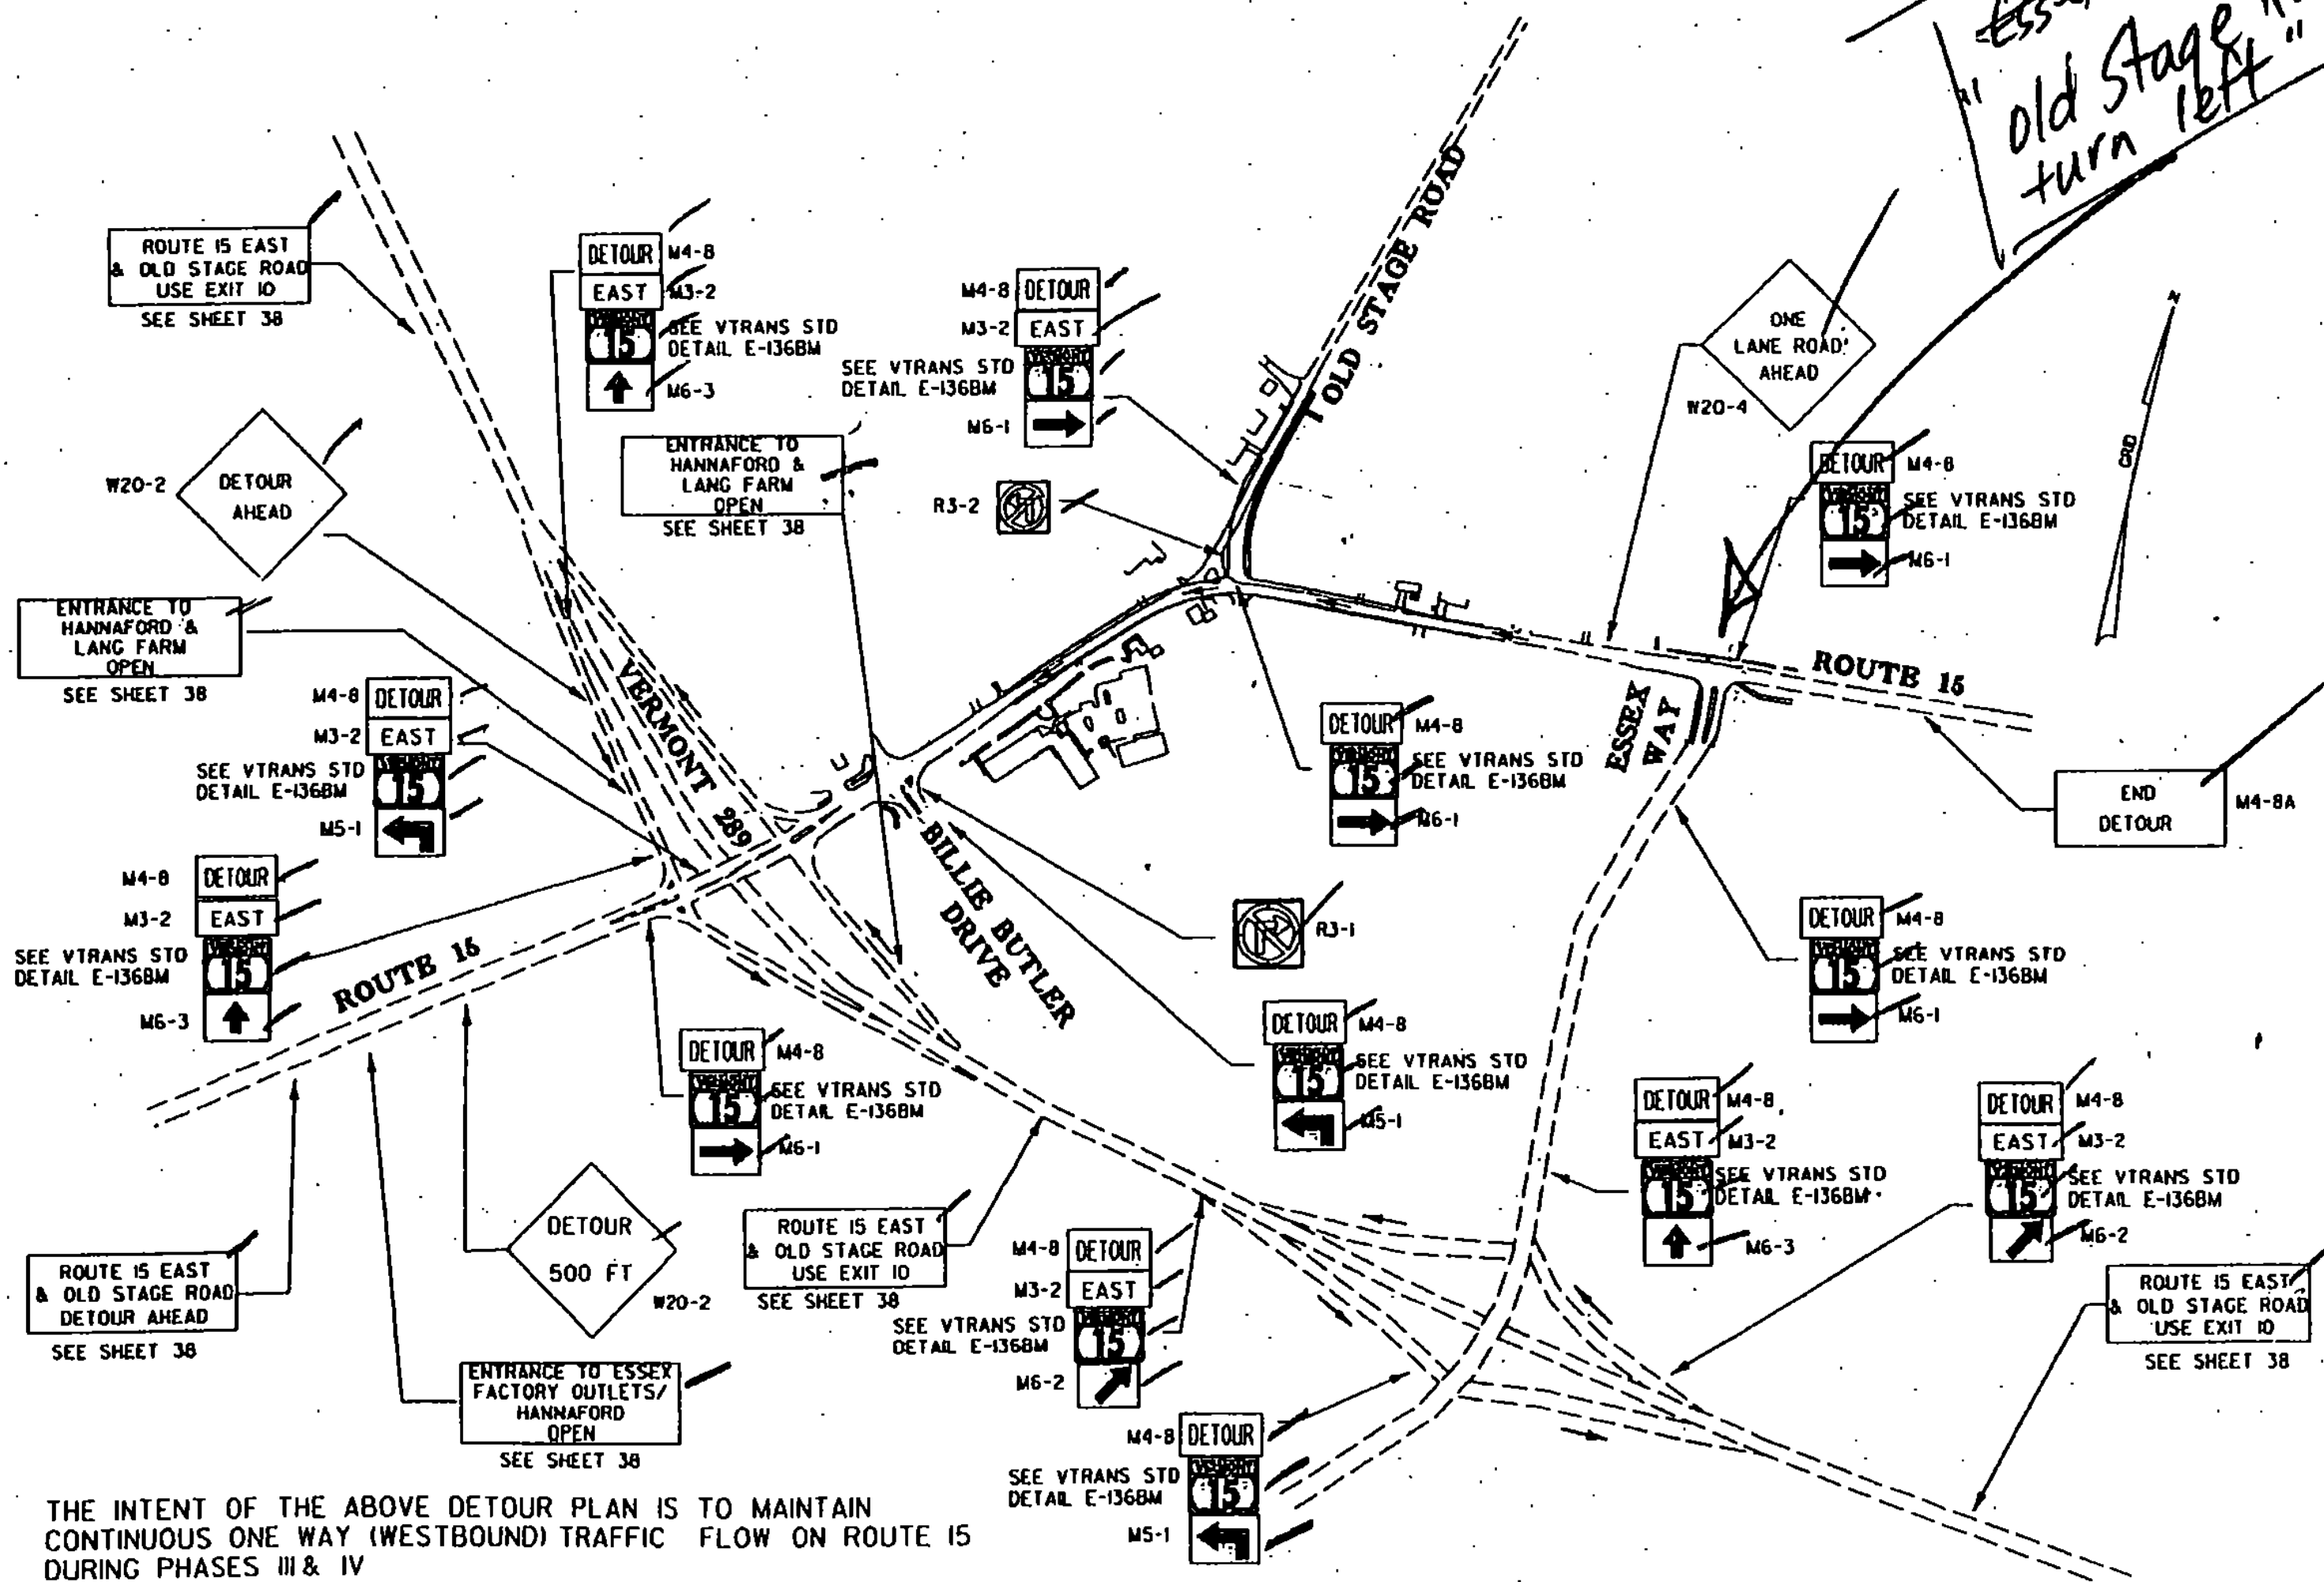 "old Stage
turn left"
ROUTE 15 EAST
& OLD STAGE ROAD
USE EXIT 10
SEE SHEET 38
DETOUR M4-8
EAST M3-2
15 SEE VTRANS STD
DETAIL E-136BM
M6-3
M4-8 DETOUR
M3-2 EAST
SEE VTRANS STD 15
DETAIL E-136BM
M6-1
OLD STAGE ROAD
ONE
LANE ROAD
AHEAD
W20-4
GRID
N
W20-2 DETOUR
AHEAD
ENTRANCE TO
HANNAFORD &
LANG FARM
OPEN
SEE SHEET 38
R3-2
DETOUR M4-8
15 SEE VTRANS STD
DETAIL E-136BM
M6-1
ENTRANCE TO
HANNAFORD &
LANG FARM
OPEN
SEE SHEET 38
VERMONT 289
ROUTE 15
ESSEX
WAY
M4-8 DETOUR
M3-2 EAST
SEE VTRANS STD 15
DETAIL E-136BM
M5-1
DETOUR M4-8
15 SEE VTRANS STD
DETAIL E-136BM
M6-1
END
DETOUR
M4-8A
M4-8 DETOUR
M3-2 EAST
SEE VTRANS STD 15
DETAIL E-136BM
M6-3
ROUTE 15
BILLIE BUTLER
DRIVE
R3-1
DETOUR M4-8
15 SEE VTRANS STD
DETAIL E-136BM
M6-1
DETOUR M4-8
15 SEE VTRANS STD
DETAIL E-136BM
M6-1
DETOUR M4-8
15 SEE VTRANS STD
DETAIL E-136BM
M5-1
DETOUR M4-8
EAST M3-2
15 SEE VTRANS STD
DETAIL E-136BM
M6-3
DETOUR M4-8
EAST M3-2
15 SEE VTRANS STD
DETAIL E-136BM
M6-2
ROUTE 15 EAST
& OLD STAGE ROAD
DETOUR AHEAD
SEE SHEET 38
DETOUR
500 FT
W20-2
ROUTE 15 EAST
& OLD STAGE ROAD
USE EXIT 10
SEE SHEET 38
M4-8 DETOUR
M3-2 EAST
SEE VTRANS STD 15
DETAIL E-136BM
M6-2
ROUTE 15 EAST
& OLD STAGE ROAD
USE EXIT 10
SEE SHEET 38
ENTRANCE TO ESSEX
FACTORY OUTLETS/
HANNAFORD
OPEN
SEE SHEET 38
M4-8 DETOUR
SEE VTRANS STD 15
DETAIL E-136BM
M5-1
THE INTENT OF THE ABOVE DETOUR PLAN IS TO MAINTAIN
CONTINUOUS ONE WAY (WESTBOUND) TRAFFIC FLOW ON ROUTE 15
DURING PHASES III & IV